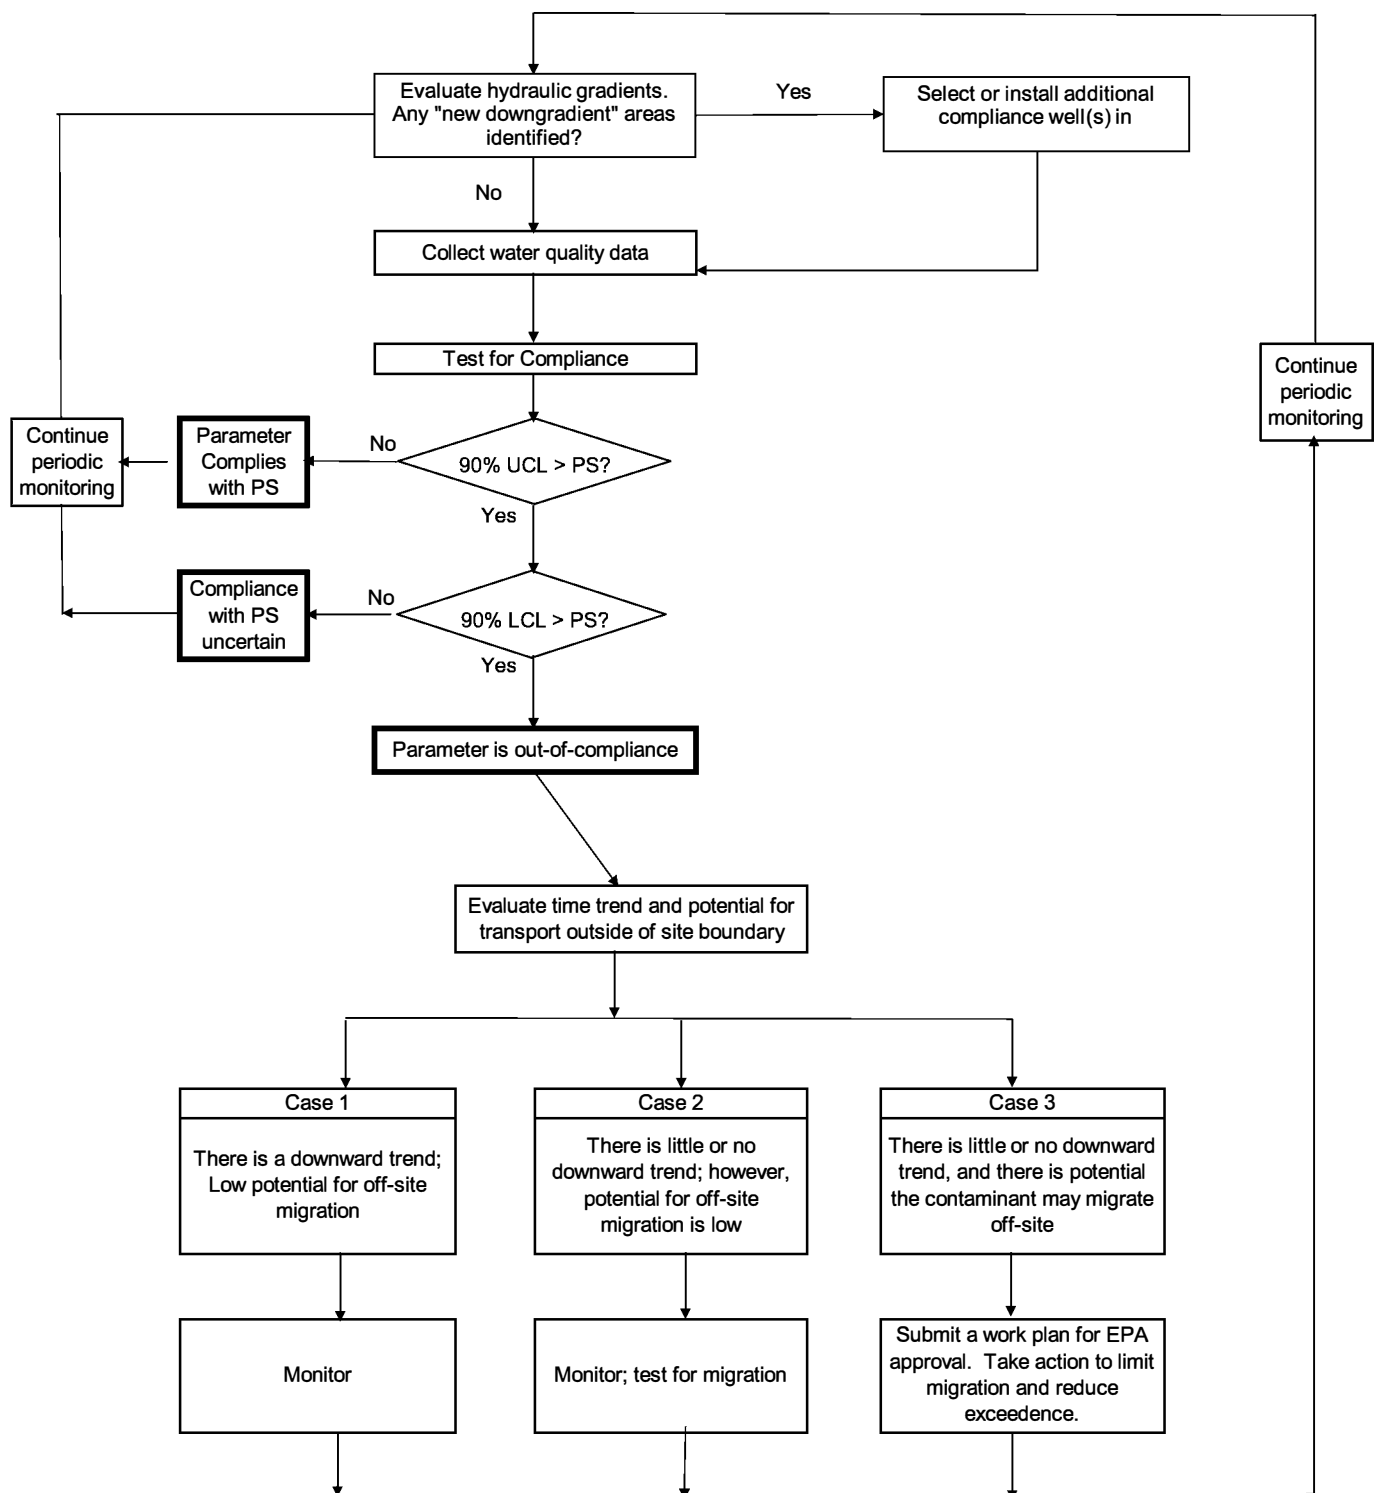 Evaluate hydraulic gradients.
Any "new downgradient" areas
identified?
Yes
Select or install additional
compliance well(s) in
No
Collect water quality data
Test for Compliance
Continue
periodic
monitoring
Continue
periodic
monitoring
Parameter
Complies
with PS
No
90% UCL > PS?
Yes
Compliance
with PS
uncertain
No
90% LCL > PS?
Yes
Parameter is out-of-compliance
Evaluate time trend and potential for
transport outside of site boundary
Case 1
There is a downward trend;
Low potential for off-site
migration
Case 2
There is little or no
downward trend; however,
potential for off-site
migration is low
Case 3
There is little or no downward
trend, and there is potential
the contaminant may migrate
off-site
Monitor
Monitor; test for migration
Submit a work plan for EPA
approval.  Take action to limit
migration and reduce
exceedence.